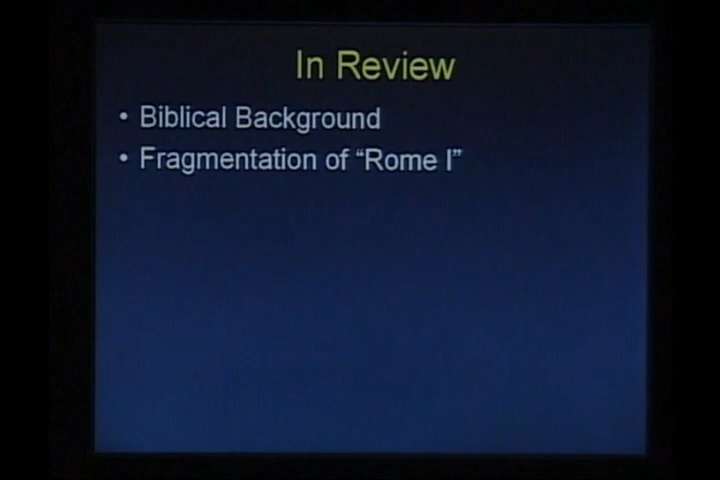 In Review
• Biblical Background
• Fragmentation of “Rome I”